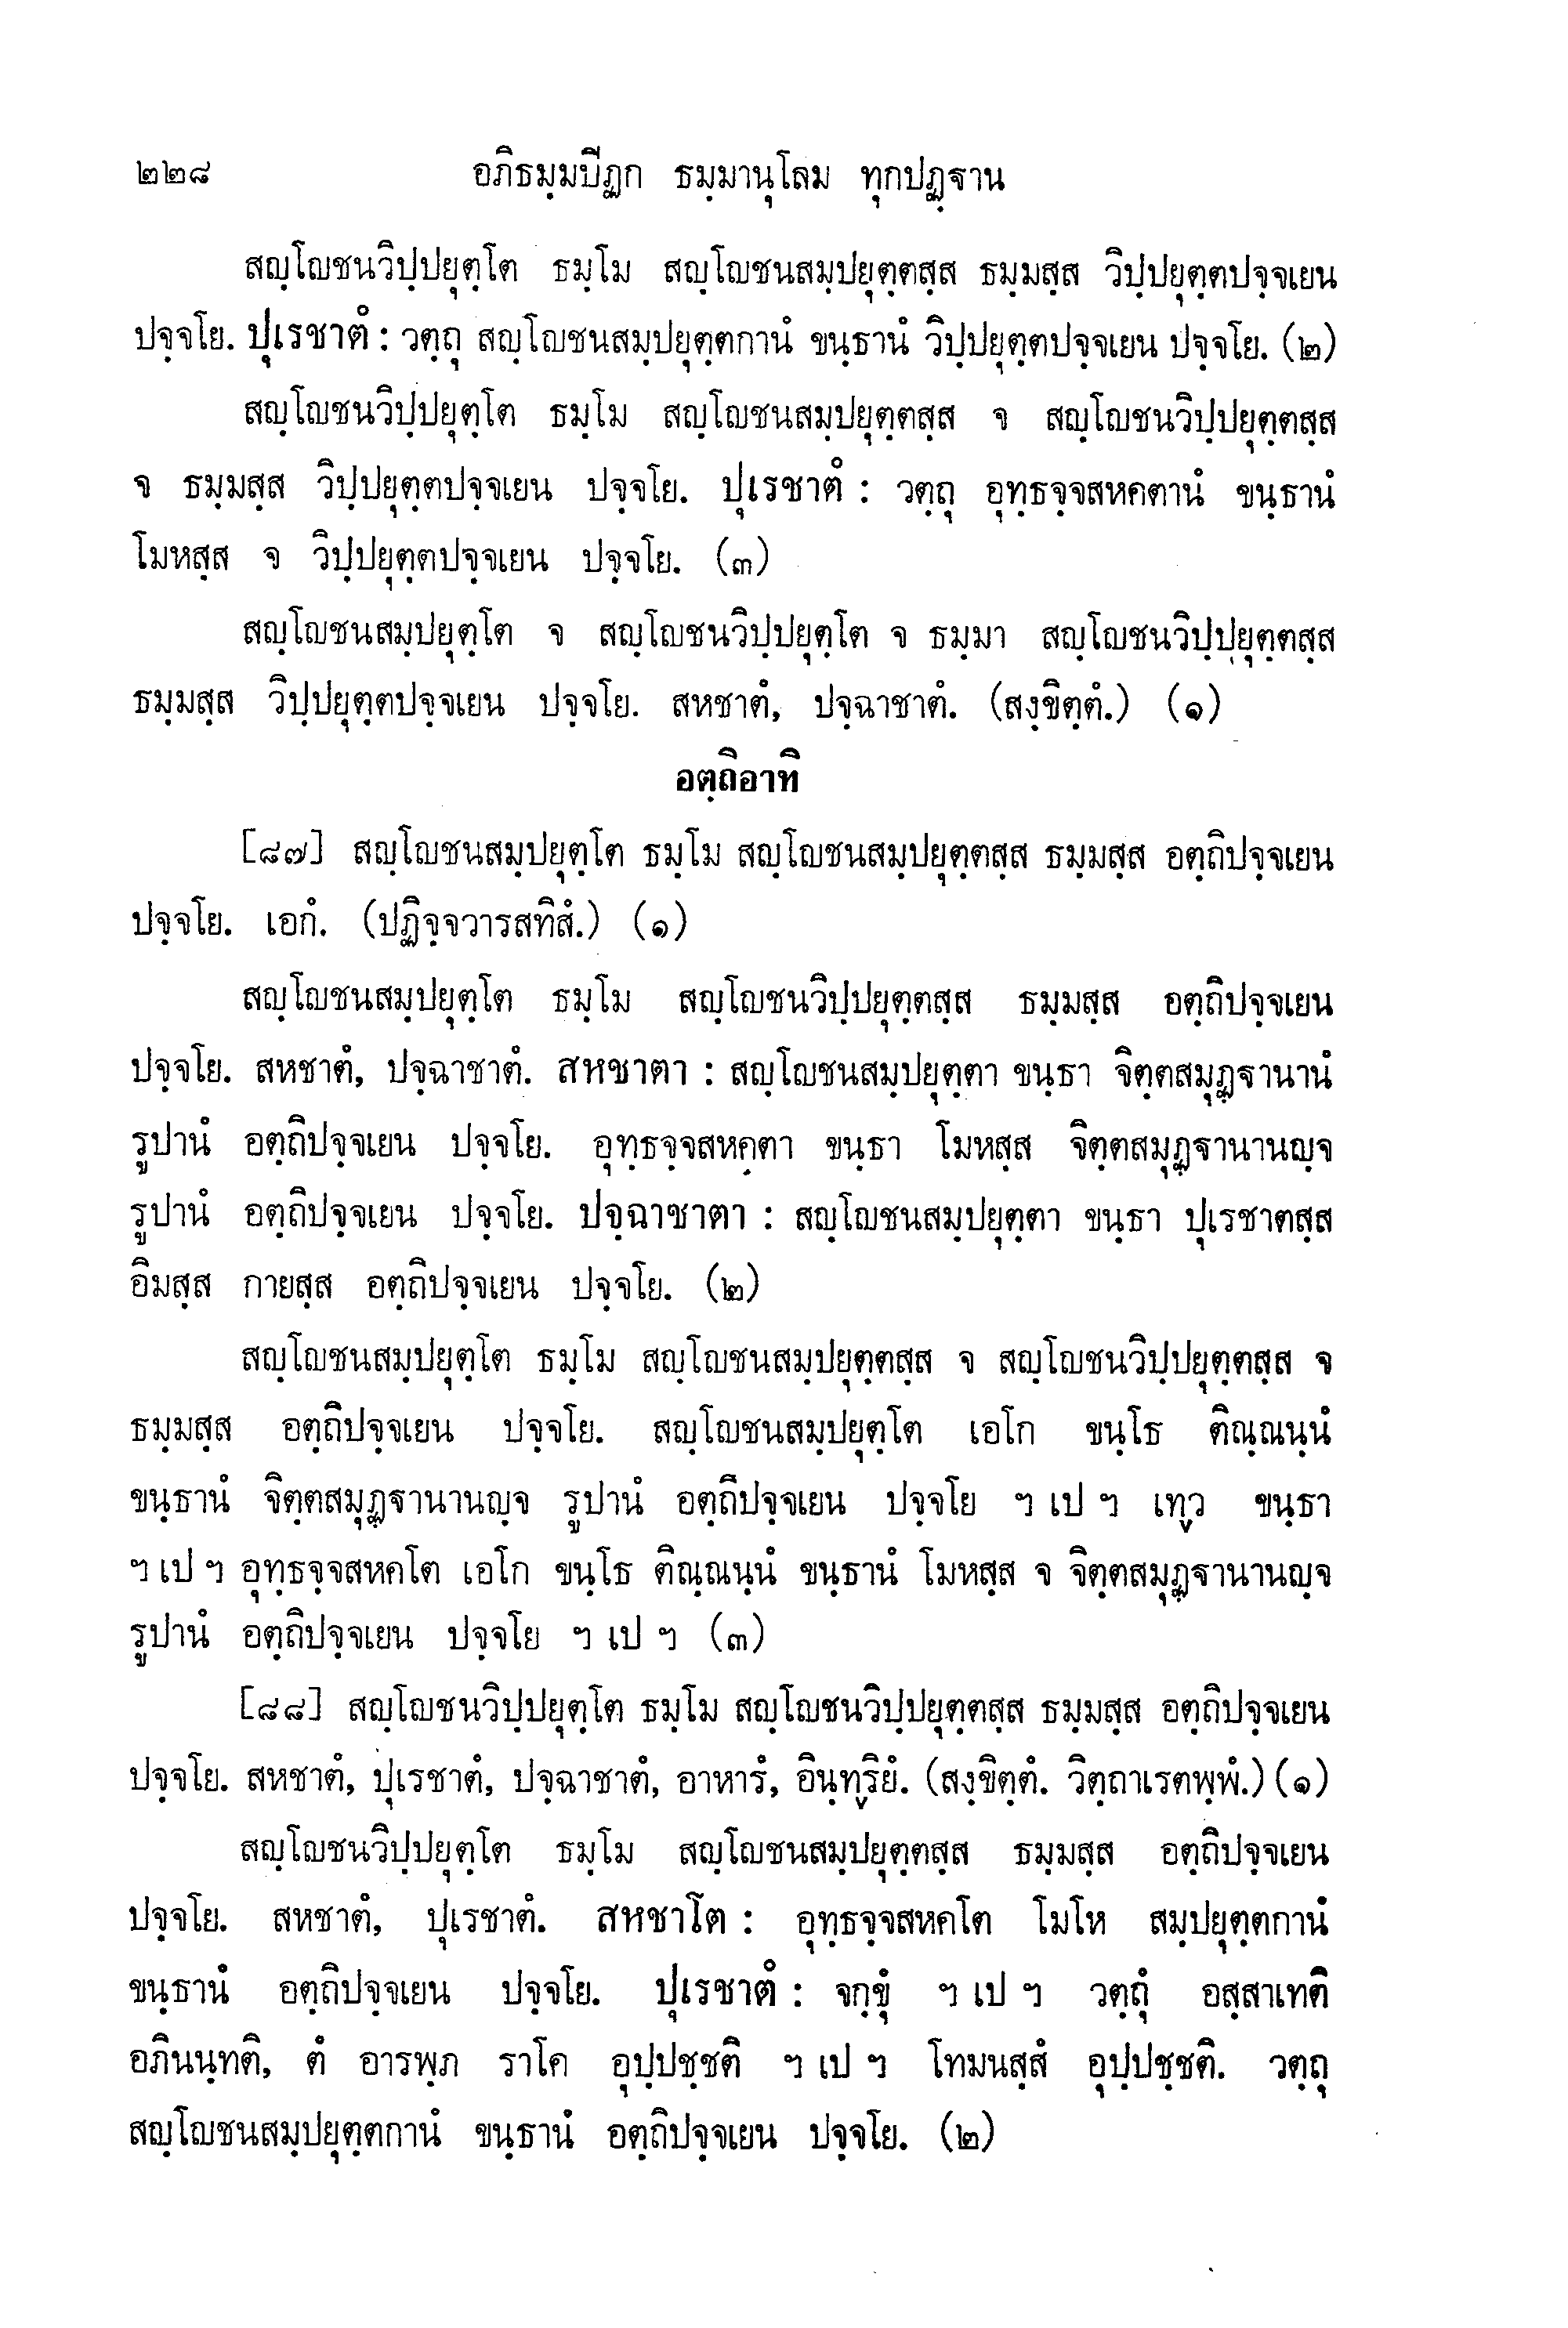 ๒๒๘ อภิธมฺมปิฏก ธมฺมานุโลม ทุกปฏฺฐาน
สญฺโญชนวิปฺปยุตฺโต ธมฺโม สญฺโญชนสมฺปยุตฺตสฺส ธมฺมสฺส วิปฺปยุตฺตปจฺจเยน
ปจฺจโย. ปุเรชาตํ : วตฺถุ สญฺโญชนสมฺปยุตฺตกานํ ขนฺธานํ วิปฺปยุตฺตปจฺจเยน ปจฺจโย. (๒)
สญฺโญชนวิปฺปยุตฺโต ธมฺโม สญฺโญชนสมฺปยุตฺตสฺส จ สญฺโญชนวิปฺปยุตฺตสฺส
จ ธมฺมสฺส วิปฺปยุตฺตปจฺจเยน ปจฺจโย. ปุเรชาตํ : วตฺถุ อุทฺธจฺจสหคตานํ ขนฺธานํ
โมหสฺส จ วิปฺปยุตฺตปจฺจเยน ปจฺจโย. (๓)
สญฺโญชนสมฺปยุตฺโต จ สญฺโญชนวิปฺปยุตฺโต จ ธมฺมา สญฺโญชนวิปฺปยุตฺตสฺส
ธมฺมสฺส วิปฺปยุตฺตปจฺจเยน ปจฺจโย. สหชาตํ, ปจฺฉาชาตํ. (สงฺขิตฺตํ.) (๑)
อตฺถิอาทิ
[๘๗] สญฺโญชนสมฺปยุตฺโต ธมฺโม สญฺโญชนสมฺปยุตฺตสฺส ธมฺมสฺส อตฺถิปจฺจเยน
ปจฺจโย. เอกํ. (ปฏิจฺจวารสทิสํ.) (๑)
สญฺโญชนสมฺปยุตฺโต ธมฺโม สญฺโญชนวิปฺปยุตฺตสฺส ธมฺมสฺส อตฺถิปจฺจเยน
ปจฺจโย. สหชาตํ, ปจฺฉาชาตํ. สหชาตา : สญฺโญชนสมฺปยุตฺตา ขนฺธา จิตฺตสมุฏฺฐานานํ
รูปานํ อตฺถิปจฺจเยน ปจฺจโย. อุทฺธจฺจสหคฺตา ขนฺธา โมหสฺส จิตฺตสมุฏฺฐานานญฺจ
รูปานํ อตฺถิปจฺจเยน ปจฺจโย. ปจฺฉาชาตา : สญฺโญชนสมฺปยุตฺตา ขนฺธา ปุเรชาตสฺส
อิมสฺส กายสฺส อตฺถิปจฺจเยน ปจฺจโย. (๒)
สญฺโญชนสมฺปยุตฺโต ธมฺโม สญฺโญชนสมฺปยุตฺตสฺส จ สญฺโญชนวิปฺปยุตฺตสฺส จ
ธมฺมสฺส อตฺถิปจฺจเยน ปจฺจโย. สญฺโญชนสมฺปยุตฺโต เอโก ขนฺโธ ติณฺณนฺนํ
ขนฺธานํ จิตฺตสมุฏฺฐานานญฺจ รูปานํ อตฺถิปจฺจเยน ปจฺจโย ฯ เป ฯ เทฺว ขนฺธา
ฯ เป ฯ อุทฺธจฺจสหคโต เอโก ขนฺโธ ติณฺณนฺนํ ขนฺธานํ โมหสฺส จ จิตฺตสมุฏฺฐานานญฺจ
รูปานํ อตฺถิปจฺจเยน ปจฺจโย ฯ เป ฯ (๓)
[๘๘] สญฺโญชนวิปฺปยุตฺโต ธมฺโม สญฺโญชนวิปฺปยุตฺตสฺส ธมฺมสฺส อตฺถิปจฺจเยน
ปจฺจโย. สหชาตํ, ปุเรชาตํ, ปจฺฉาชาตํ, อาหารํ, อินฺทฺริยํ. (สงฺขิตฺตํ. วิตฺถาเรตพฺพํ.) (๑)
สญฺโญชนวิปฺปยุตฺโต ธมฺโม สญฺโญชนสมฺปยุตฺตสฺส ธมฺมสฺส อตฺถิปจฺจเยน
ปจฺจโย. สหชาตํ, ปุเรชาตํ. สหชาโต : อุทฺธจฺจสหคโต โมโห สมฺปยุตฺตกานํ
ขนฺธานํ อตฺถิปจฺจเยน ปจฺจโย. ปุเรชาตํ : จกฺขุํ ฯ เป ฯ วตฺถุํ อสฺสาเทติ
อภินนฺทติ, ตํ อารพฺภ ราโค อุปฺปชฺชติ ฯ เป ฯ โทมนสฺสํ อุปฺปชฺชติ. วตฺถุ
สญฺโญชนสมฺปยุตฺตกานํ ขนฺธานํ อตฺถิปจฺจเยน ปจฺจโย. (๒)